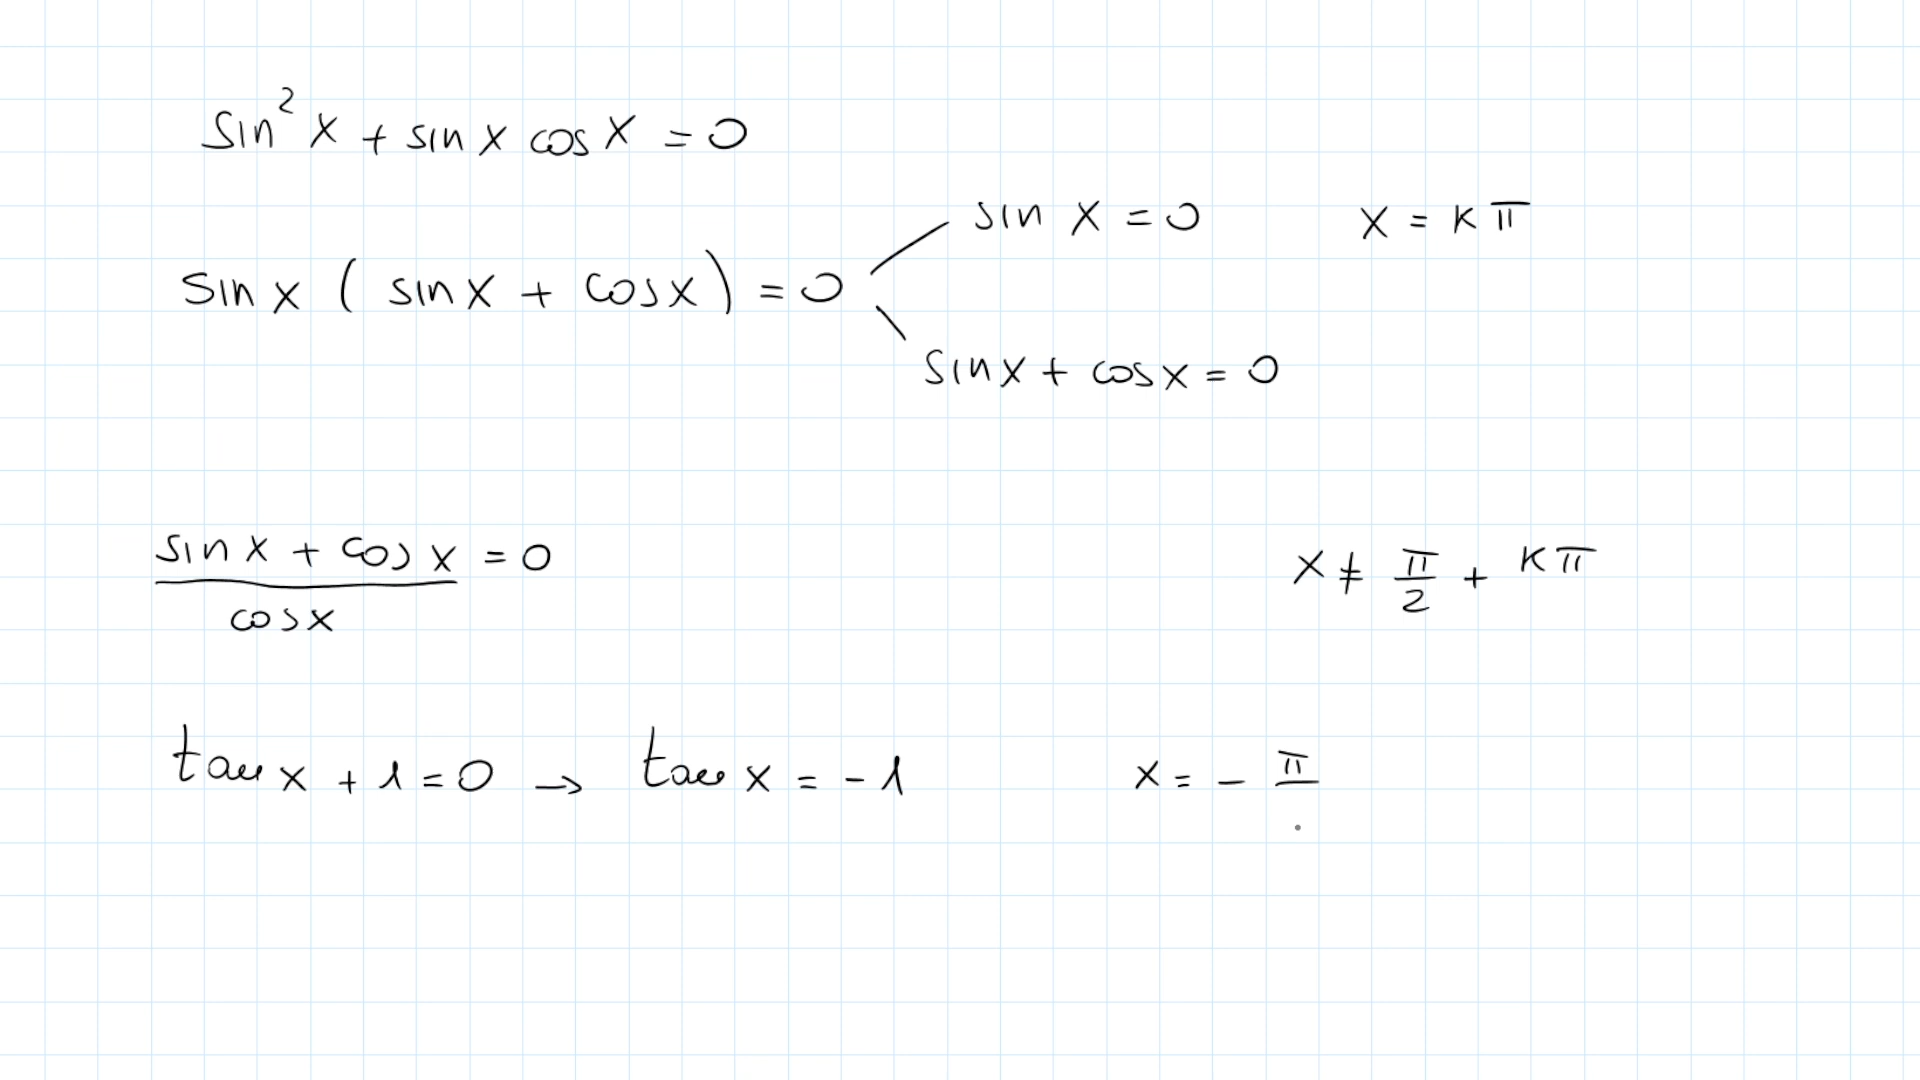 sin² x + sin x cos x = 0
sin x = 0 x = kπ
sin x ( sin x + cos x ) = 0
sin x + cos x = 0
sin x + cos x = 0 x ≠ π/2 + kπ
cos x
tan x + 1 = 0 → tan x = -1 x = - π